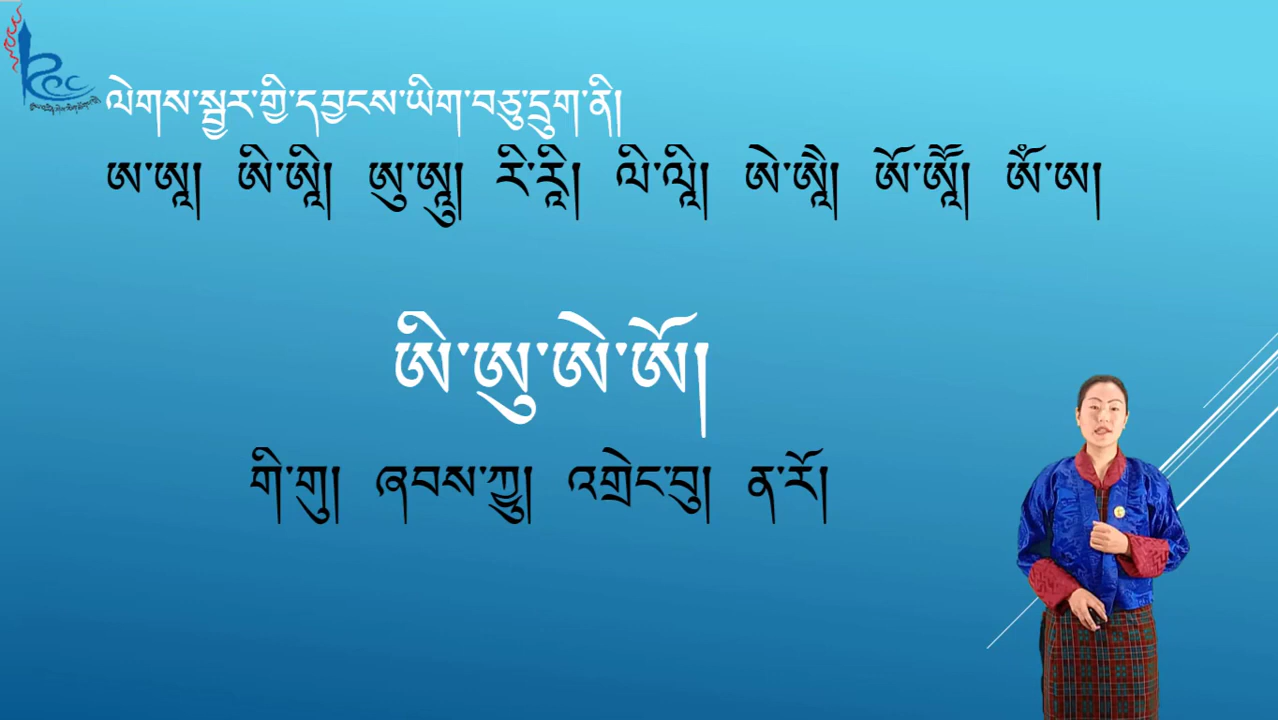 ལེགས་སྦྱར་གྱི་དབྱངས་ཡིག་བཅུ་དྲུག་ནི།
ཨ་ཨཱ། ཨི་ཨཱི། ཨུ་ཨཱུ། རི་རཱི། ལི་ལཱི། ཨེ་ཨཱེ། ཨོ་ཨཱོ། ཨཾོ་ཨ།
ཨི་ཨུ་ཨེ་ཨོ།
གི་གུ། ཞབས་ཀྱུ། འགྲེང་བུ། ན་རོ།